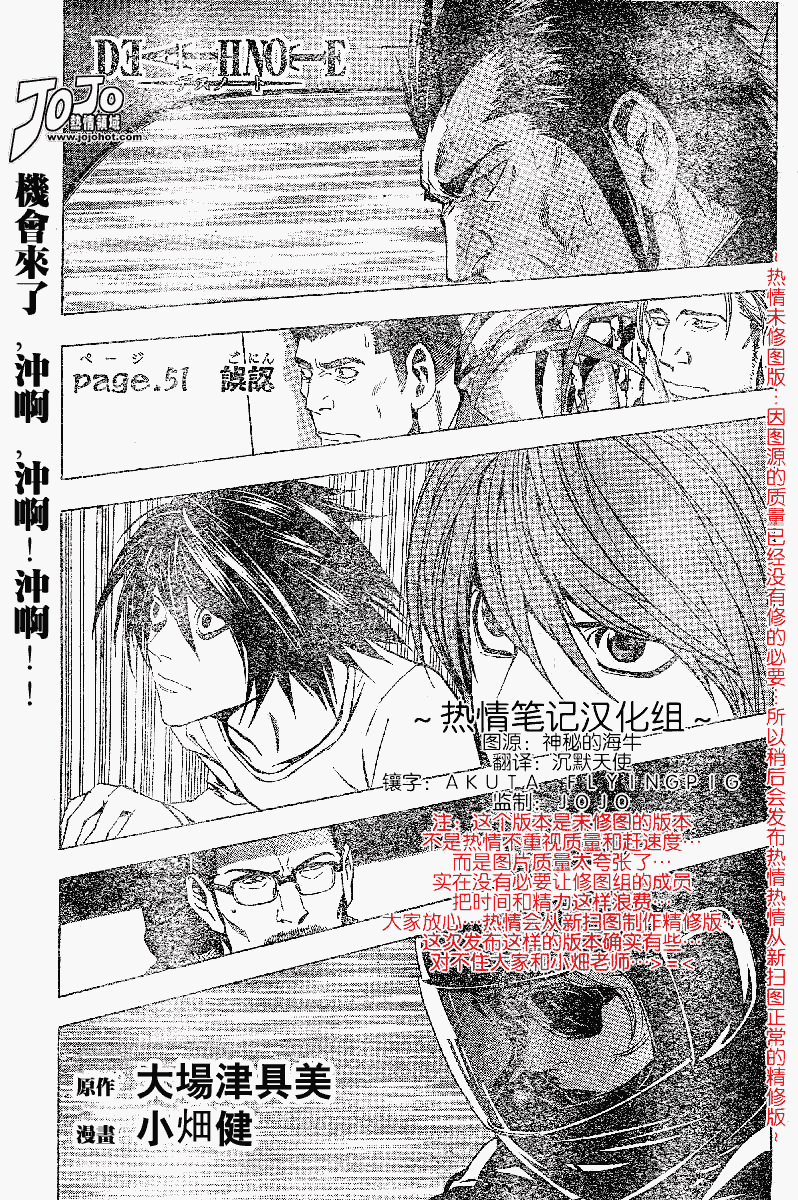 DEATH NOTE
デスノート
JOJO
热情領域
www.jojohot.com
機會來了，沖啊，沖啊！沖啊！！
ページ
page.51
ごにん
誤認
~热情未修图版…因图源的质量已经没有修的必要…所以稍后会发布热情热情从新扫图正常的精修版~
~热情笔记汉化组~
图源：神秘的海牛
翻译：沉默天使
镶字：AKUTA FLYINGPIG
监制：JOJO
注：这个版本是未修图的版本
不是热情不重视质量和赶速度…
而是图片质量太夸张了…
实在没有必要让修图组的成员
把时间和精力这样浪费…
大家放心…热情会从新扫图制作精修版…
这次发布这样的版本确实有些…
对不住大家和小畑老师…>=<
原作 大場津具美
漫畫 小畑健